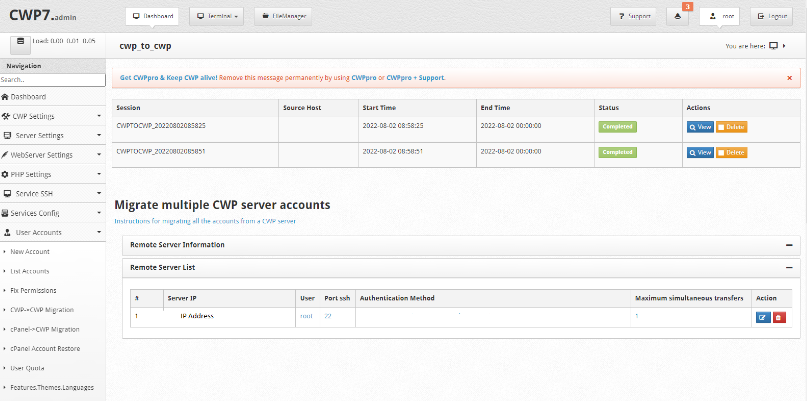 CWP7.admin
Dashboard
Terminal
FileManager
Support
3
root
Logout
Load: 0.00 0.01 0.05
cwp_to_cwp
You are here:
Navigation
Search..
Dashboard
CWP Settings
Server Settings
WebServer Settings
PHP Settings
Service SSH
Services Config
User Accounts
New Account
List Accounts
Fix Permissions
CWP->CWP Migration
cPanel->CWP Migration
cPanel Account Restore
User Quota
Features,Themes,Languages
Get CWPpro & Keep CWP alive! Remove this message permanently by using CWPpro or CWPpro + Support.
Session Source Host Start Time End Time Status Actions
CWPTOCWP_20220802085825 2022-08-02 08:58:25 2022-08-02 00:00:00 Completed View Delete
CWPTOCWP_20220802085851 2022-08-02 08:58:51 2022-08-02 00:00:00 Completed View Delete
Migrate multiple CWP server accounts
Instructions for migrating all the accounts from a CWP server
Remote Server Information
Remote Server List
# Server IP User Port ssh Authentication Method Maximum simultaneous transfers Action
1 IP Address root 22 1